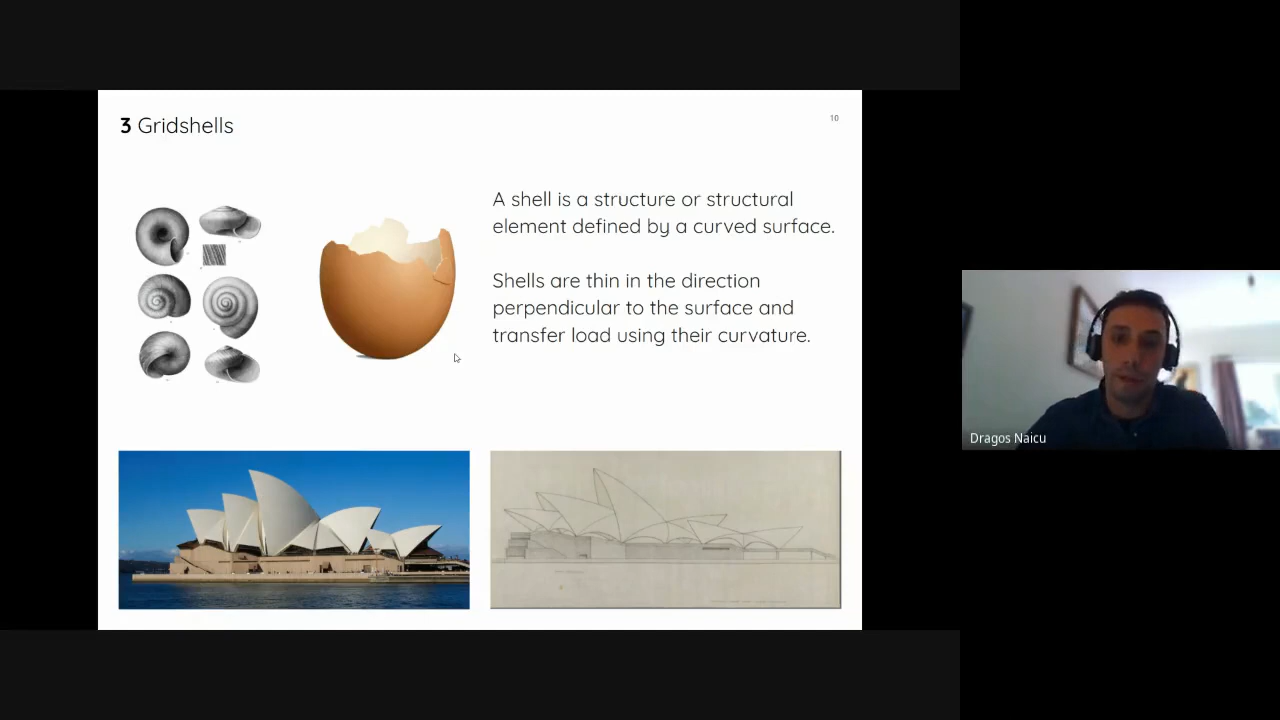 3 Gridshells
10
A shell is a structure or structural
element defined by a curved surface.
Shells are thin in the direction
perpendicular to the surface and
transfer load using their curvature.
Dragos Naicu